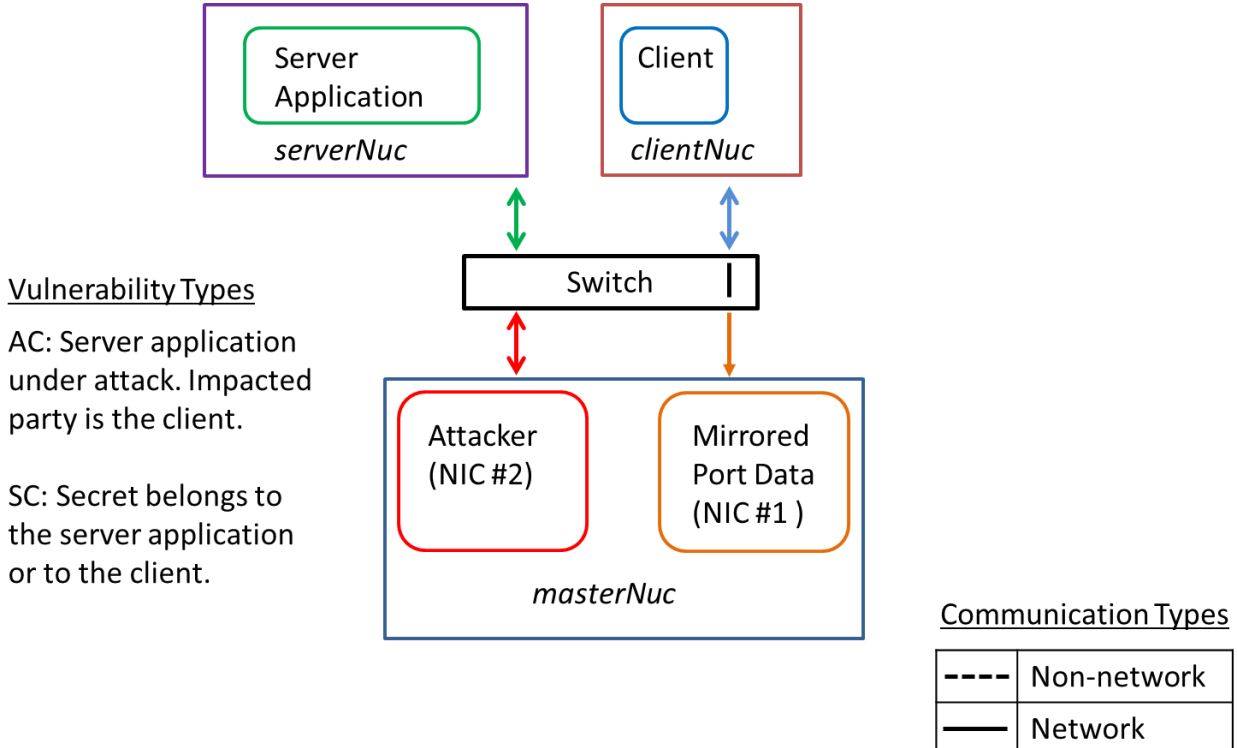 Server
Application
serverNuc
Client
clientNuc
Switch
Vulnerability Types
AC: Server application
under attack. Impacted
party is the client.
SC: Secret belongs to
the server application
or to the client.
Attacker
(NIC #2)
Mirrored
Port Data
(NIC #1 )
masterNuc
Communication Types
Non-network
Network